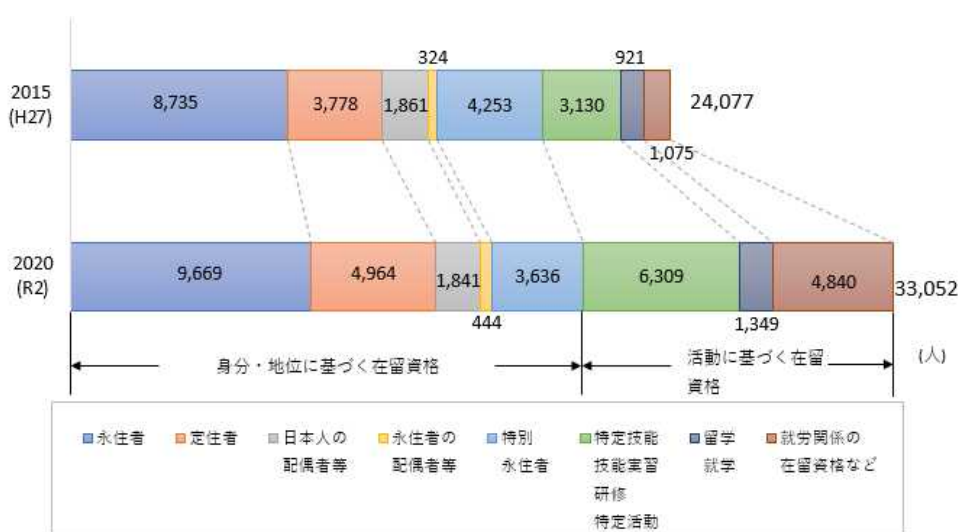 324
921
2015
(H27)
8,735
3,778
1,861
4,253
3,130
24,077
1,075
2020
(R2)
9,669
4,964
1,841
3,636
6,309
4,840
33,052
444
1,349
身分・地位に基づく在留資格
活動に基づく在留
資格
(人)
永住者
定住者
日本人の
配偶者等
永住者の
配偶者等
特別
永住者
特定技能
技能実習
研修
特定活動
留学
就学
就労関係の
在留資格など